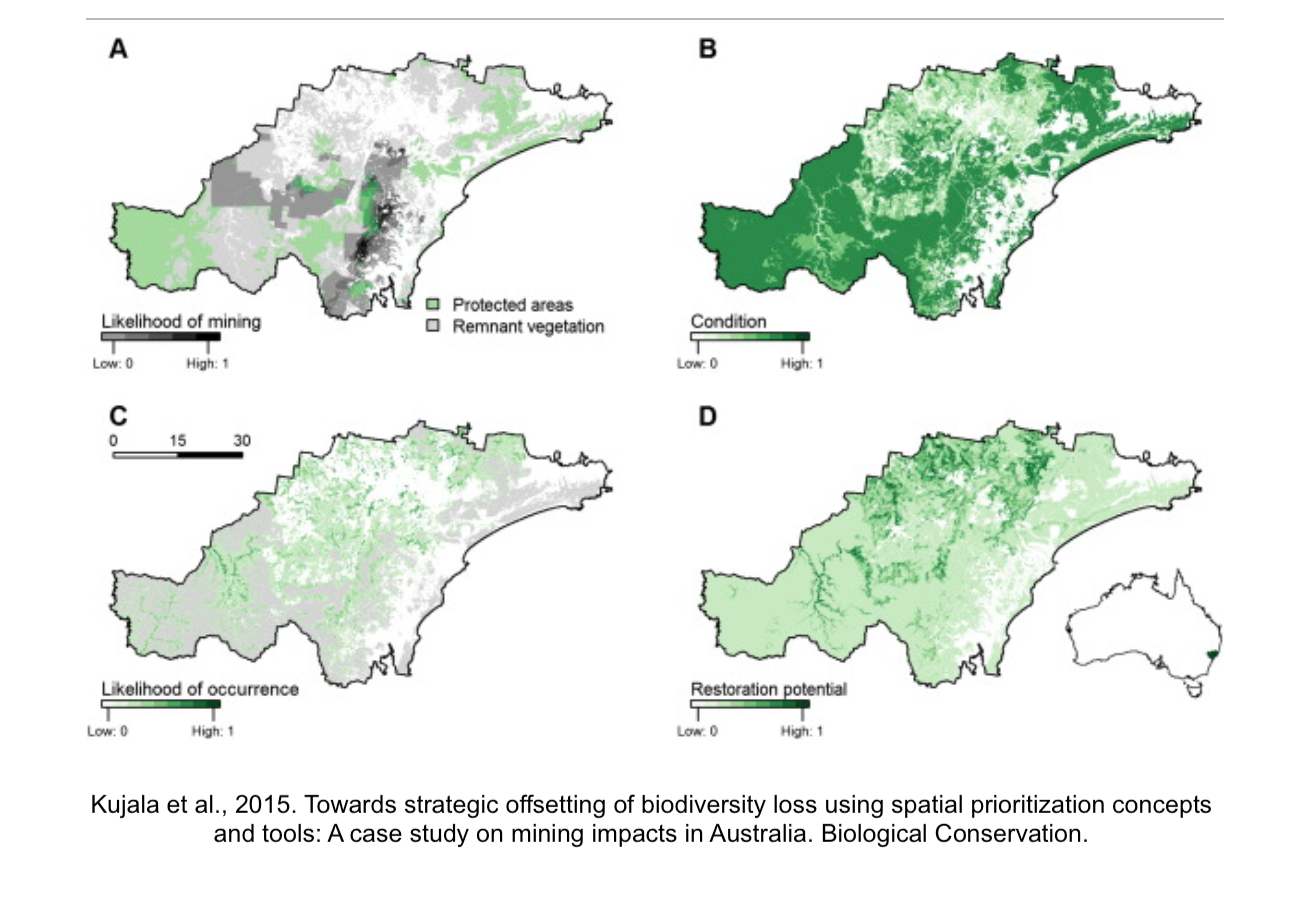 A
Protected areas
Remnant vegetation
Likelihood of mining
Low: 0 High: 1
B
Condition
Low: 0 High: 1
C
0 15 30
Likelihood of occurrence
Low: 0 High: 1
D
Restoration potential
Low: 0 High: 1
Kujala et al., 2015. Towards strategic offsetting of biodiversity loss using spatial prioritization concepts
and tools: A case study on mining impacts in Australia. Biological Conservation.